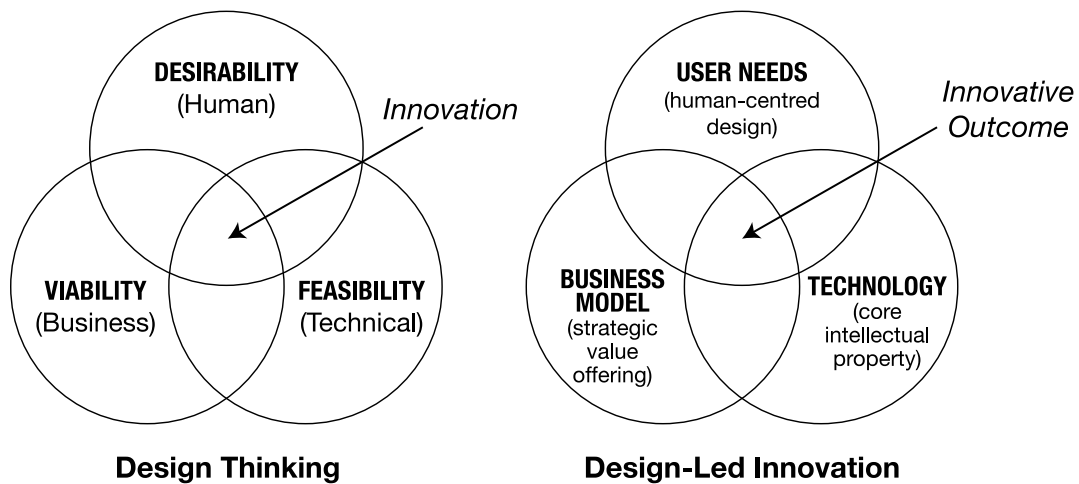 DESIRABILITY
(Human)
Innovation
VIABILITY
(Business)
FEASIBILITY
(Technical)
Design Thinking
USER NEEDS
(human-centred
design)
Innovative
Outcome
BUSINESS
MODEL
(strategic
value
offering)
TECHNOLOGY
(core
intellectual
property)
Design-Led Innovation